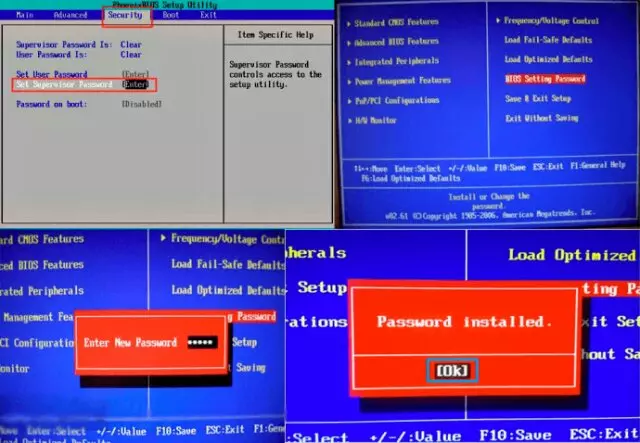 PhoenixBIOS Setup Utility
Main Advanced Security Boot Exit
Supervisor Password Is: Clear
User Password Is: Clear
Set User Password [Enter]
Set Supervisor Password [Enter]
Password on boot: [Disabled]
Item Specific Help
Supervisor Password
controls access to the
setup utility.
Standard CMOS Features
Advanced BIOS Features
Integrated Peripherals
Power Management Features
PnP/PCI Configurations
H/W Monitor
Frequency/Voltage Control
Load Fail-Safe Defaults
Load Optimized Defaults
BIOS Setting Password
Save & Exit Setup
Exit Without Saving
↑↓←→:Move Enter:Select +/-/:Value F10:Save ESC:Exit F1:General Help
F6:Load Optimized Defaults
Install or Change the
password.
v02.61 (C)Copyright 1985-2006, American Megatrends, Inc.
ard CMOS Features
ced BIOS Features
rated Peripherals
Management Fea
CI Configuration
onitor
Frequency/Voltage Cont
Load Fail-Safe Defaults
Load Optimized Defaults
g Password
Setup
Saving
Enter New Password *****
Move Enter:Select +/-/:Value F10:Save ESC:Exit F1:Gene
herals
Setup
rations
Load Optimized
ting Pa
xit Set
hout Sa
Password installed.
[Ok]
lect +/-/:Value F10:Save ESC:Exit